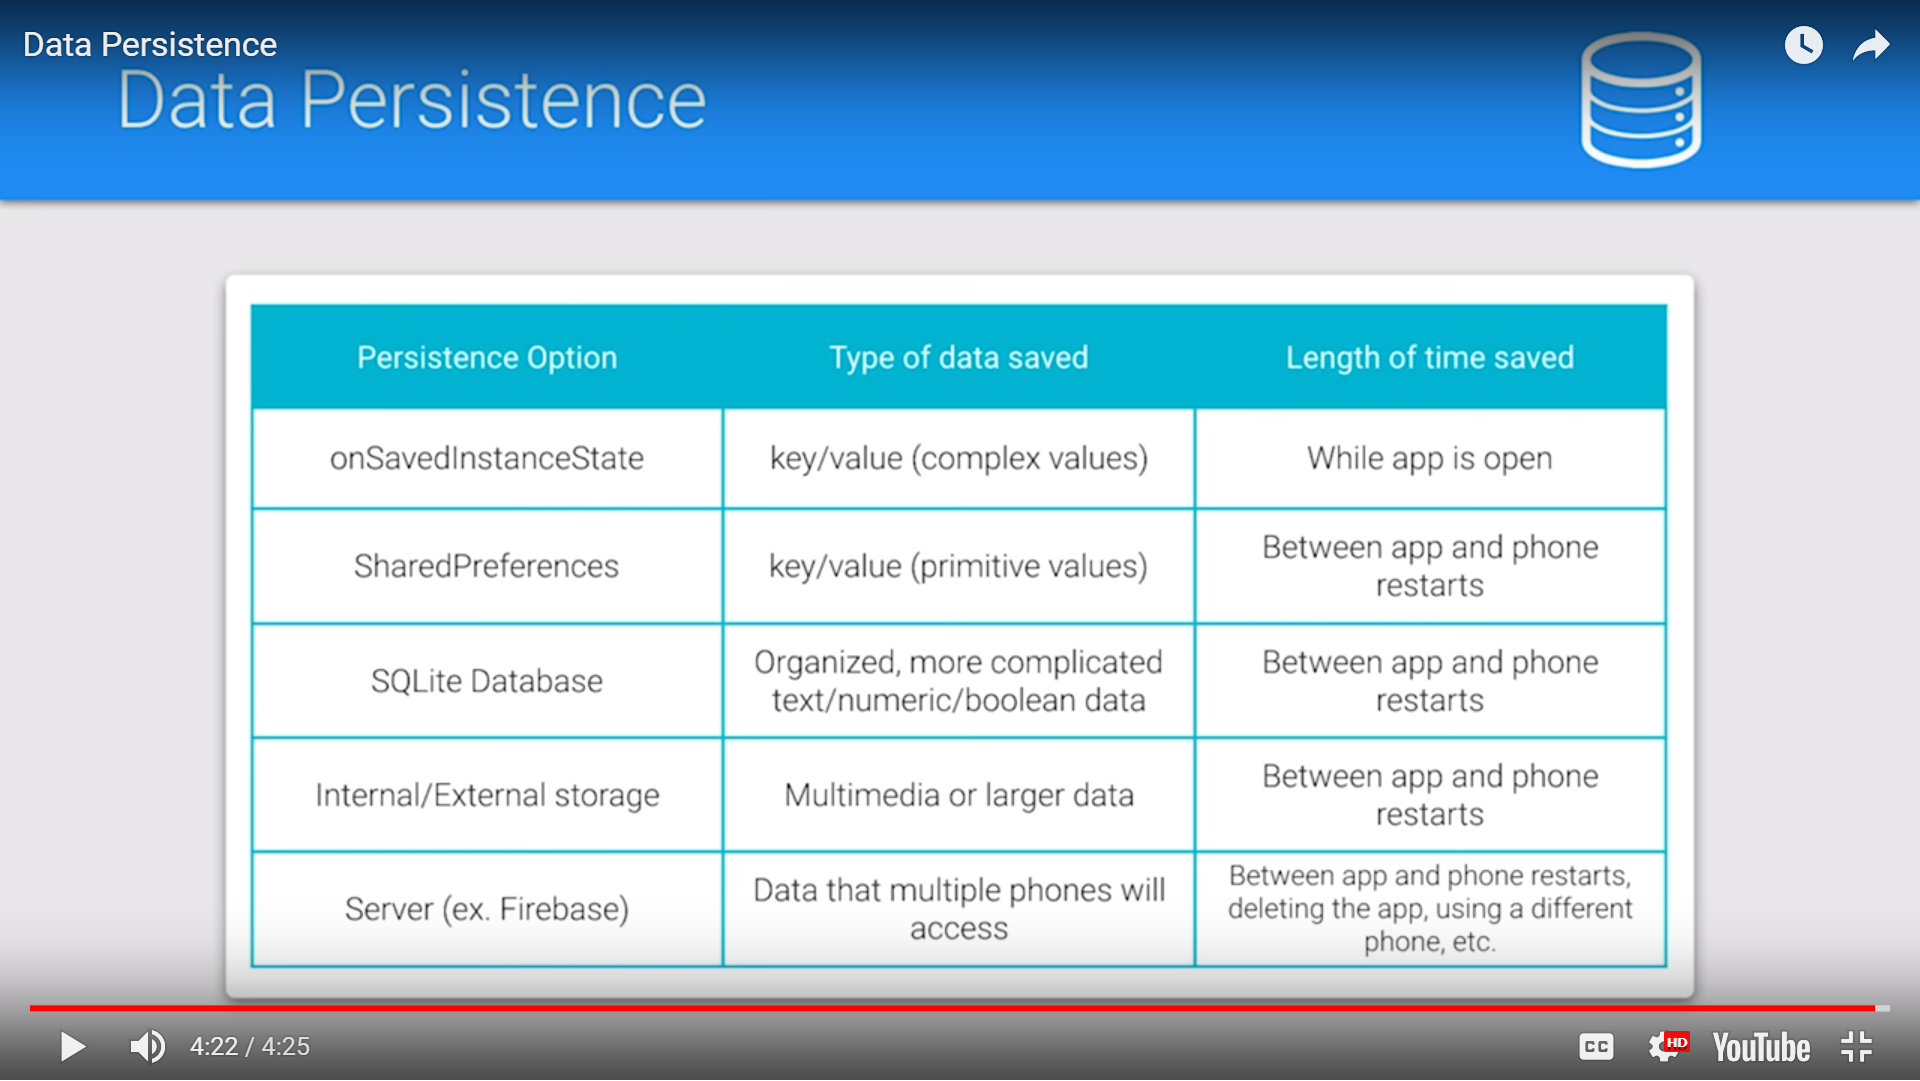 Data Persistence
Data Persistence
Persistence Option
Type of data saved
Length of time saved
onSavedInstanceState
key/value (complex values)
While app is open
SharedPreferences
key/value (primitive values)
Between app and phone
restarts
SQLite Database
Organized, more complicated
text/numeric/boolean data
Between app and phone
restarts
Internal/External storage
Multimedia or larger data
Between app and phone
restarts
Server (ex. Firebase)
Data that multiple phones will
access
Between app and phone restarts,
deleting the app, using a different
phone, etc.
4:22 / 4:25
CC
HD
YouTube